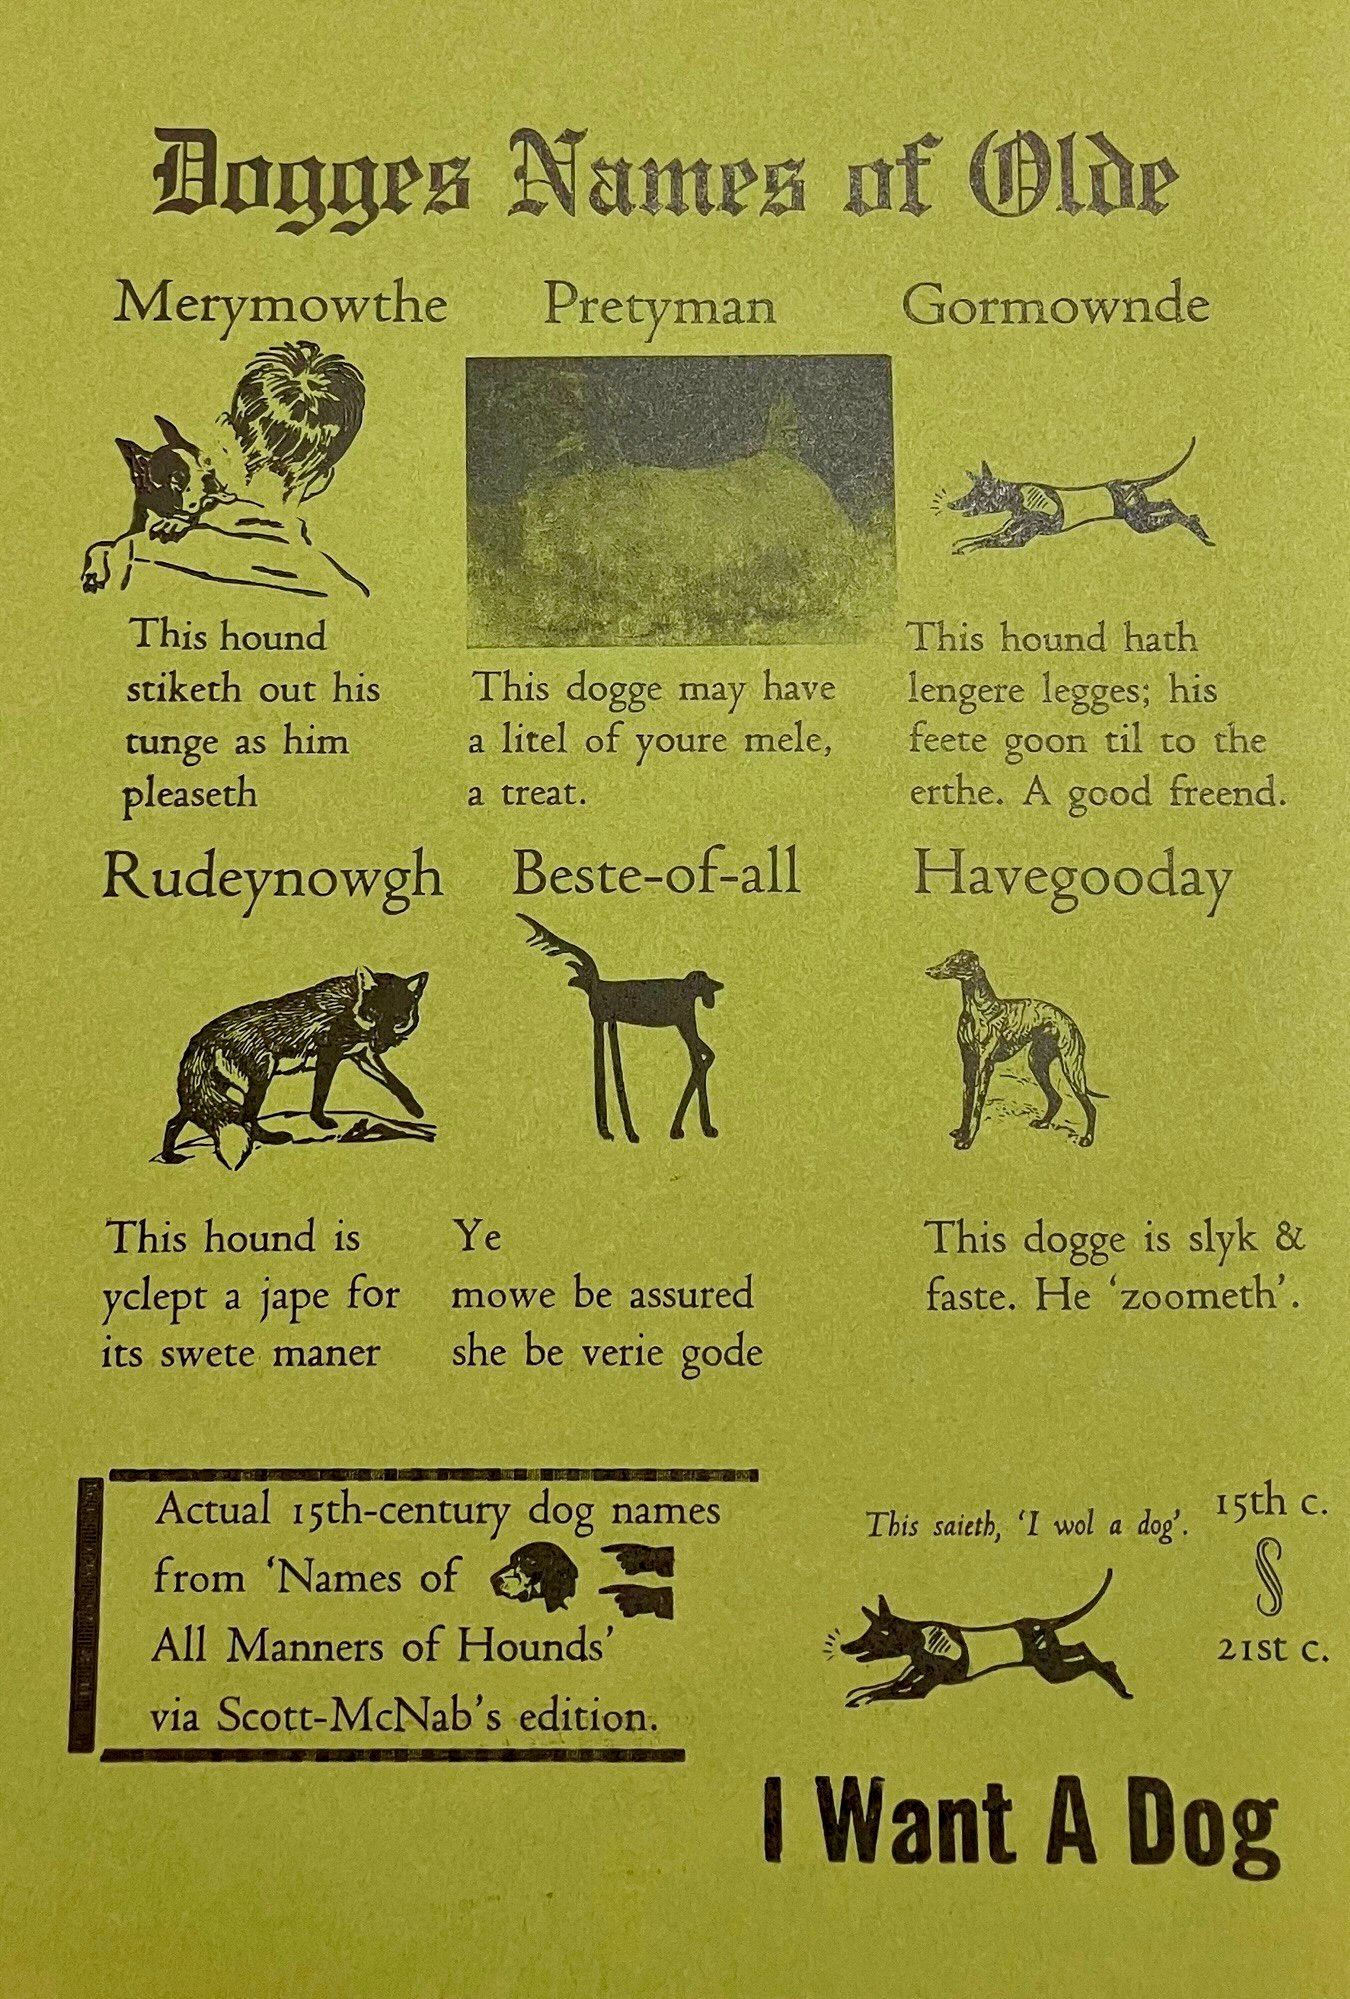 Dogges Names of Olde
Merymowthe
This hound
stiketh out his
tunge as him
pleaseth
Pretyman
This dogge may have
a litel of youre mele,
a treat.
Gormownde
This hound hath
lengere legges; his
feete goon til to the
erthe. A good freend.
Rudeynowgh
This hound is
yclept a jape for
its swete maner
Beste-of-all
Ye
mowe be assured
she be verie gode
Havegooday
This dogge is slyk &
faste. He ‘zoometh’.
Actual 15th-century dog names
from ‘Names of
All Manners of Hounds’
via Scott-McNab’s edition.
This saieth, ‘I wol a dog’.
15th c.
21st c.
I Want A Dog